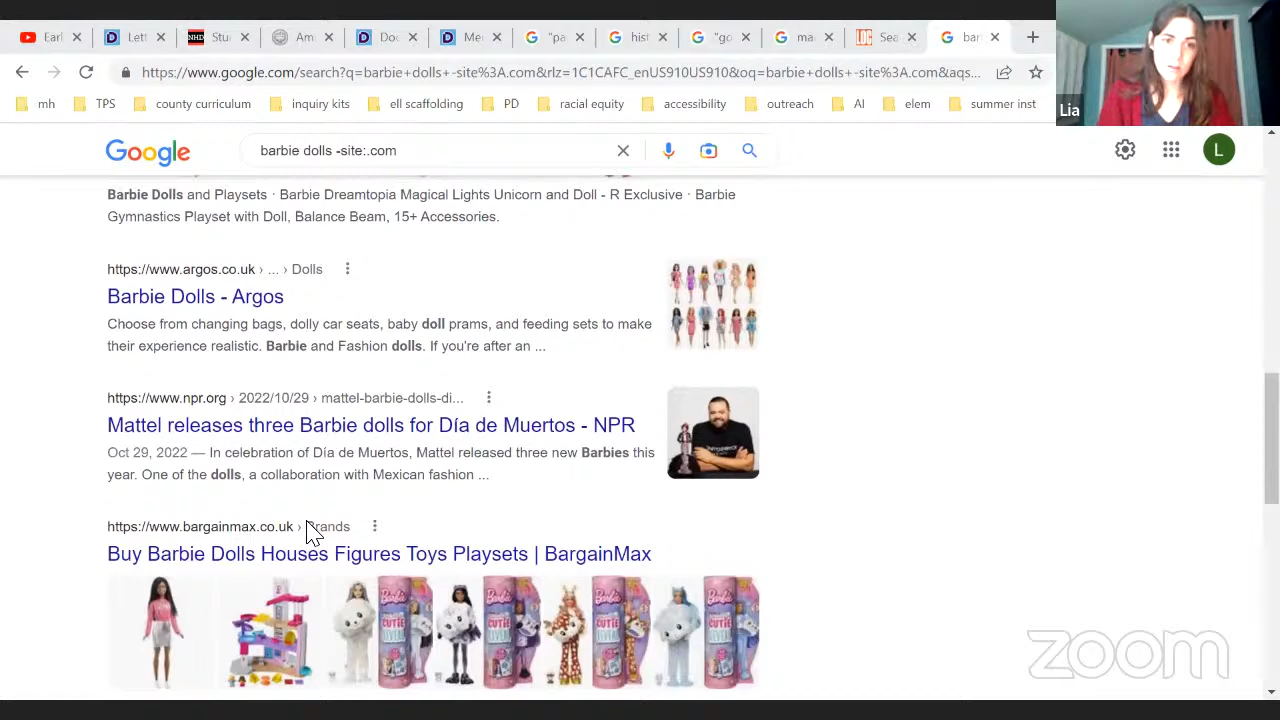 Earl
Lett
NHD Stu
Am
Doc
Me
"pa
hist
"go
ma
LOC Sea
bar
https://www.google.com/search?q=barbie+dolls+-site%3A.com&rlz=1C1CAFC_enUS910US910&oq=barbie+dolls+-site%3A.com&aqs...
mh TPS county curriculum inquiry kits ell scaffolding PD racial equity accessibility outreach AI elem summer inst
Lia
Google
barbie dolls -site:.com
L
Barbie Dolls and Playsets · Barbie Dreamtopia Magical Lights Unicorn and Doll - R Exclusive · Barbie
Gymnastics Playset with Doll, Balance Beam, 15+ Accessories.
https://www.argos.co.uk › ... › Dolls
Barbie Dolls - Argos
Choose from changing bags, dolly car seats, baby doll prams, and feeding sets to make
their experience realistic. Barbie and Fashion dolls. If you're after an ...
https://www.npr.org › 2022/10/29 › mattel-barbie-dolls-di...
Mattel releases three Barbie dolls for Día de Muertos - NPR
Oct 29, 2022 — In celebration of Día de Muertos, Mattel released three new Barbies this
year. One of the dolls, a collaboration with Mexican fashion ...
https://www.bargainmax.co.uk › Brands
Buy Barbie Dolls Houses Figures Toys Playsets | BargainMax
zoom